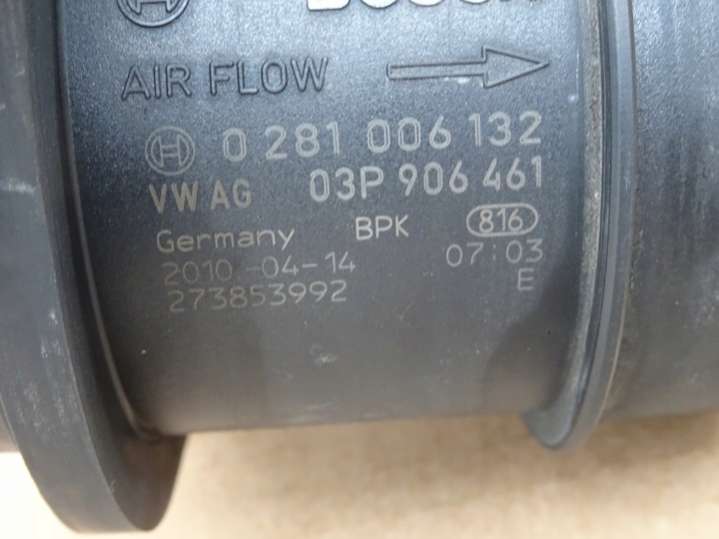 BOSCH
AIR FLOW
0 281 006 132
VW AG 03P 906 461
Germany BPK 816
2010-04-14 07:03
273853992 E